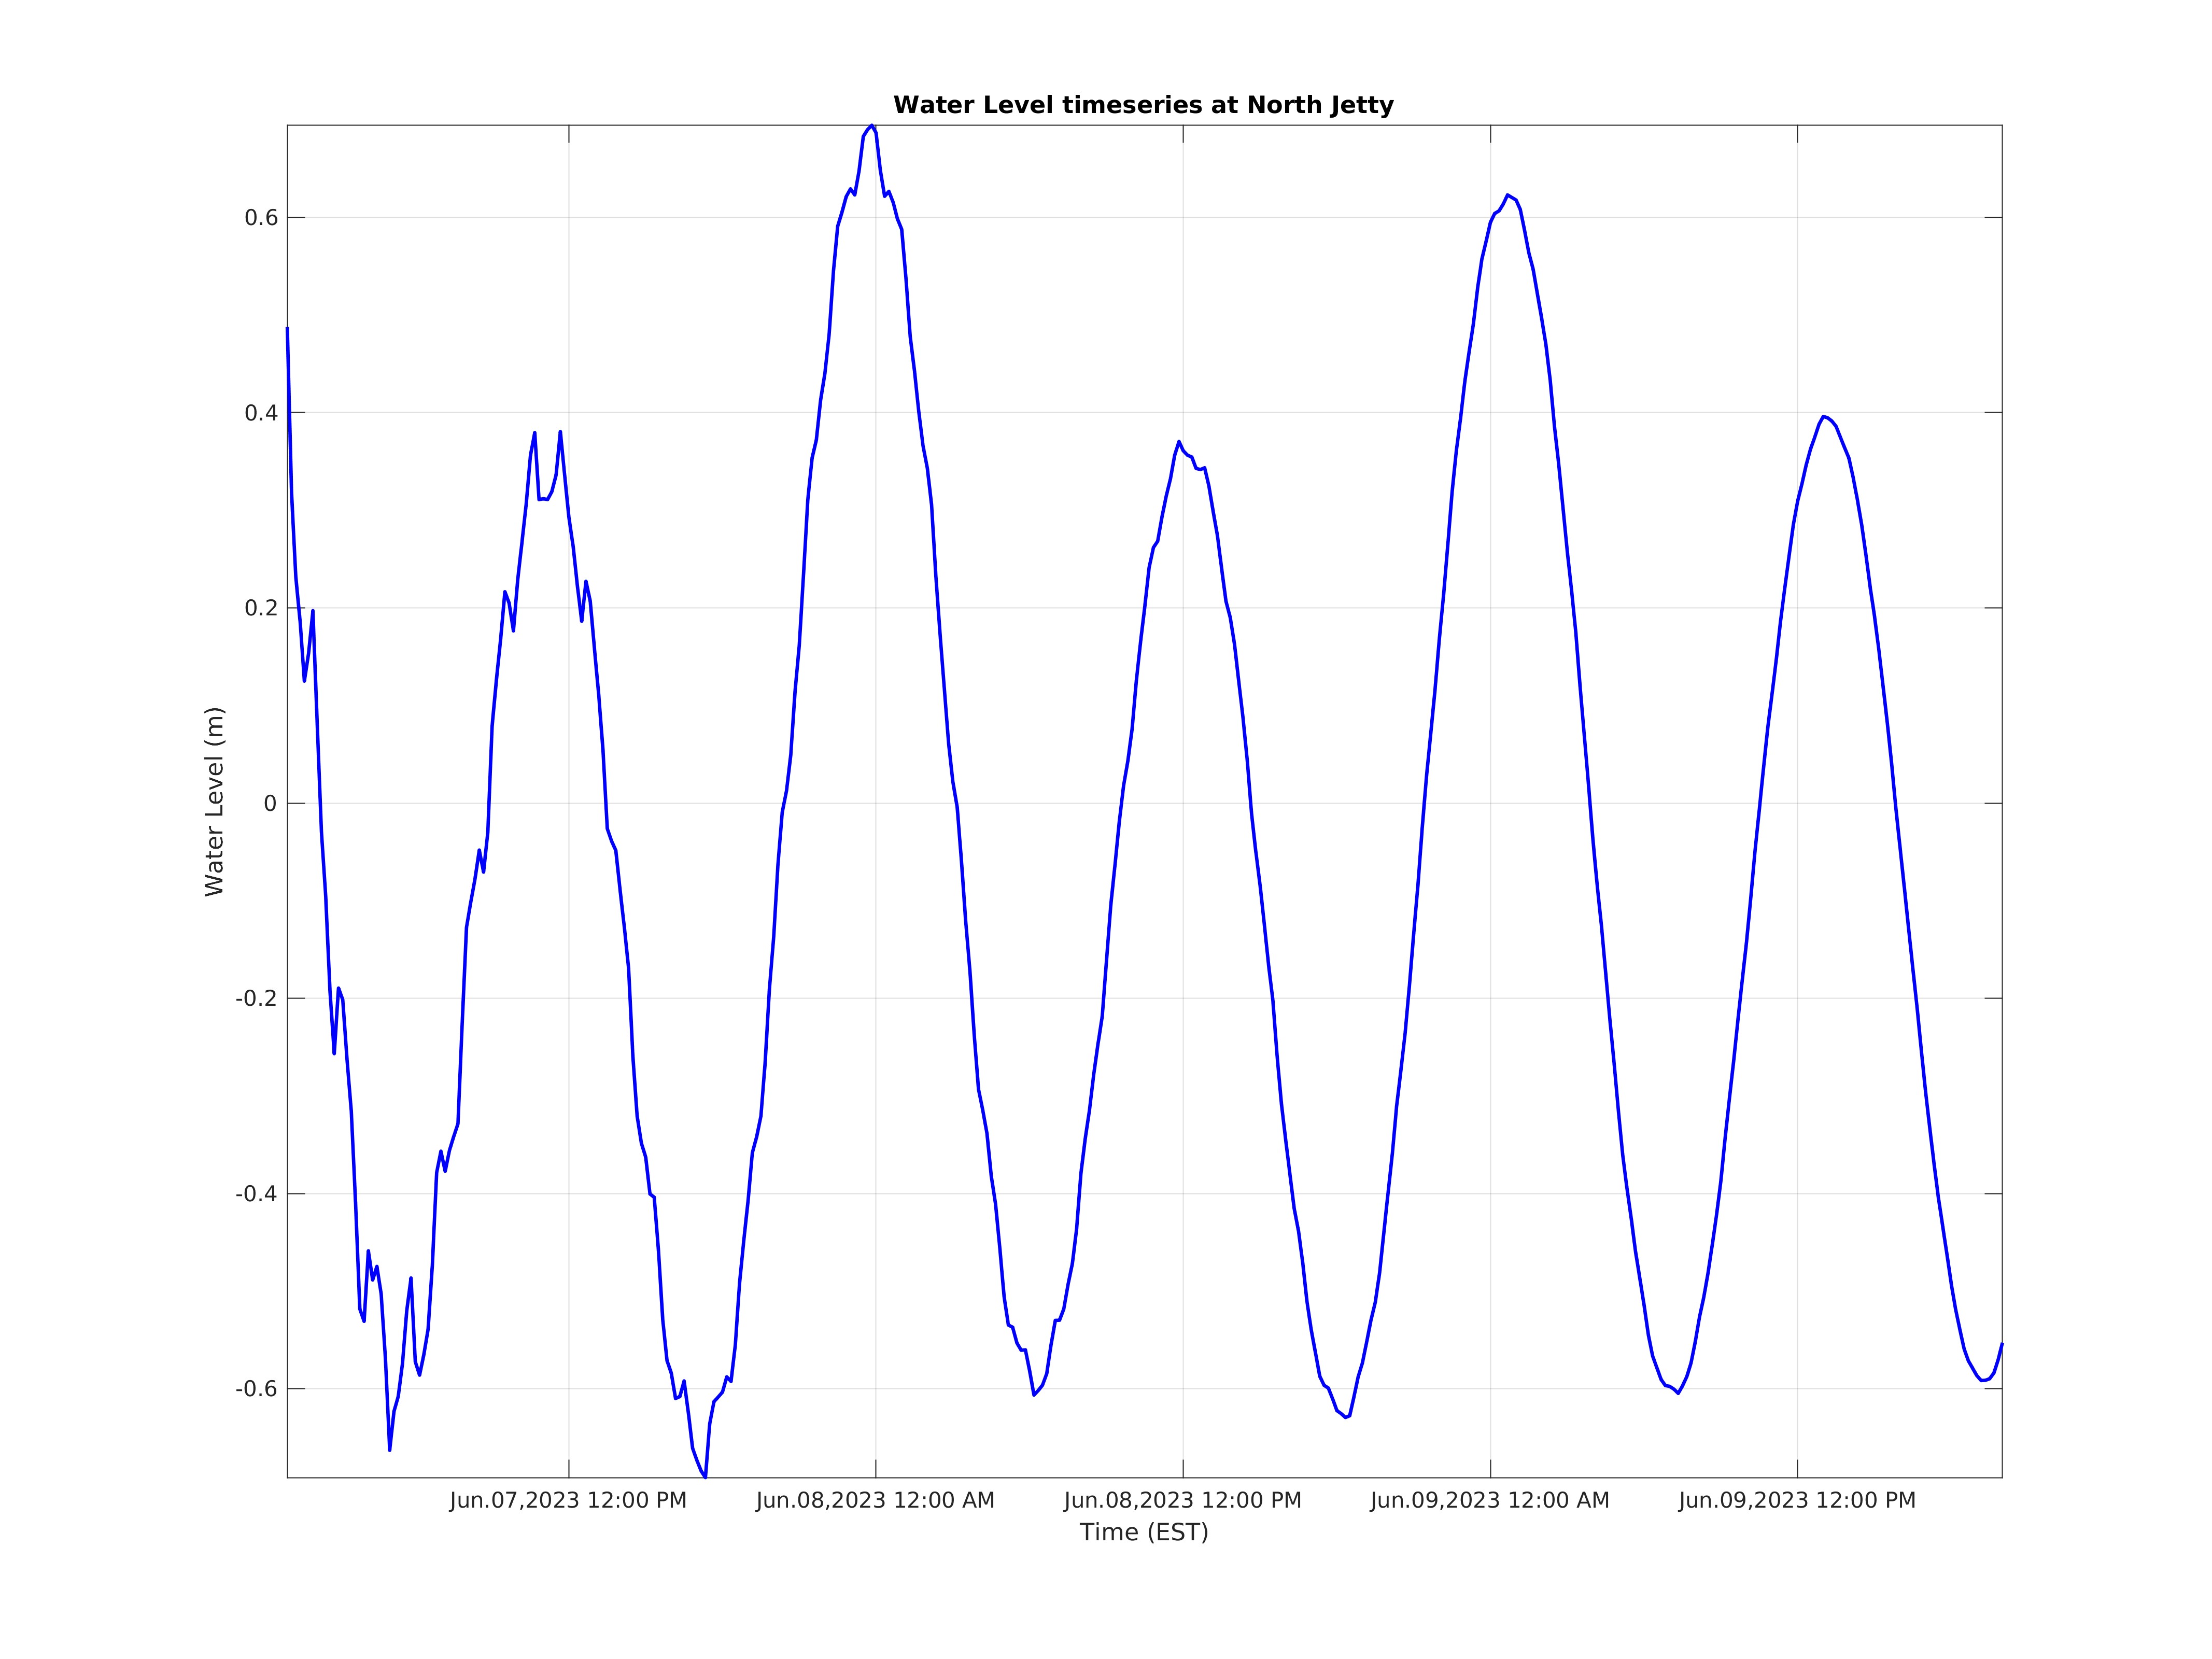 Water Level timeseries at North Jetty
0.6
0.4
0.2
0
-0.2
-0.4
-0.6
Water Level (m)
Jun.07,2023 12:00 PM
Jun.08,2023 12:00 AM
Jun.08,2023 12:00 PM
Jun.09,2023 12:00 AM
Jun.09,2023 12:00 PM
Time (EST)